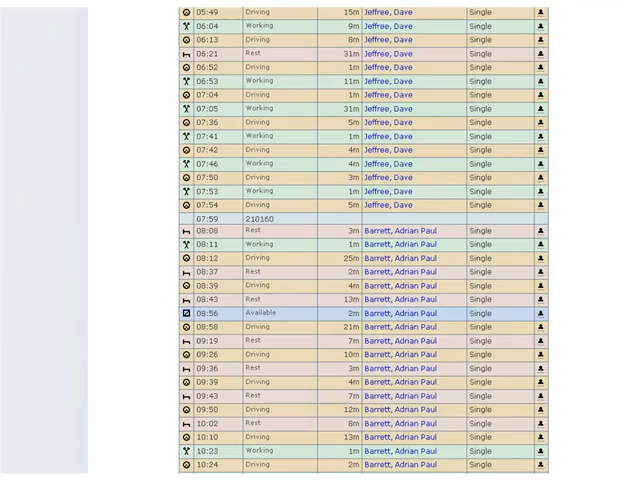 05:49 Driving 15m Jeffree, Dave Single
06:04 Working 9m Jeffree, Dave Single
06:13 Driving 8m Jeffree, Dave Single
06:21 Rest 31m Jeffree, Dave Single
06:52 Driving 1m Jeffree, Dave Single
06:53 Working 11m Jeffree, Dave Single
07:04 Driving 1m Jeffree, Dave Single
07:05 Working 31m Jeffree, Dave Single
07:36 Driving 5m Jeffree, Dave Single
07:41 Working 1m Jeffree, Dave Single
07:42 Driving 4m Jeffree, Dave Single
07:46 Working 4m Jeffree, Dave Single
07:50 Driving 3m Jeffree, Dave Single
07:53 Working 1m Jeffree, Dave Single
07:54 Driving 5m Jeffree, Dave Single
07:59 210160
08:08 Rest 3m Barrett, Adrian Paul Single
08:11 Working 1m Barrett, Adrian Paul Single
08:12 Driving 25m Barrett, Adrian Paul Single
08:37 Rest 2m Barrett, Adrian Paul Single
08:39 Driving 4m Barrett, Adrian Paul Single
08:43 Rest 13m Barrett, Adrian Paul Single
08:56 Available 2m Barrett, Adrian Paul Single
08:58 Driving 21m Barrett, Adrian Paul Single
09:19 Rest 7m Barrett, Adrian Paul Single
09:26 Driving 10m Barrett, Adrian Paul Single
09:36 Rest 3m Barrett, Adrian Paul Single
09:39 Driving 4m Barrett, Adrian Paul Single
09:43 Rest 7m Barrett, Adrian Paul Single
09:50 Driving 12m Barrett, Adrian Paul Single
10:02 Rest 8m Barrett, Adrian Paul Single
10:10 Driving 13m Barrett, Adrian Paul Single
10:23 Working 1m Barrett, Adrian Paul Single
10:24 Driving 2m Barrett, Adrian Paul Single